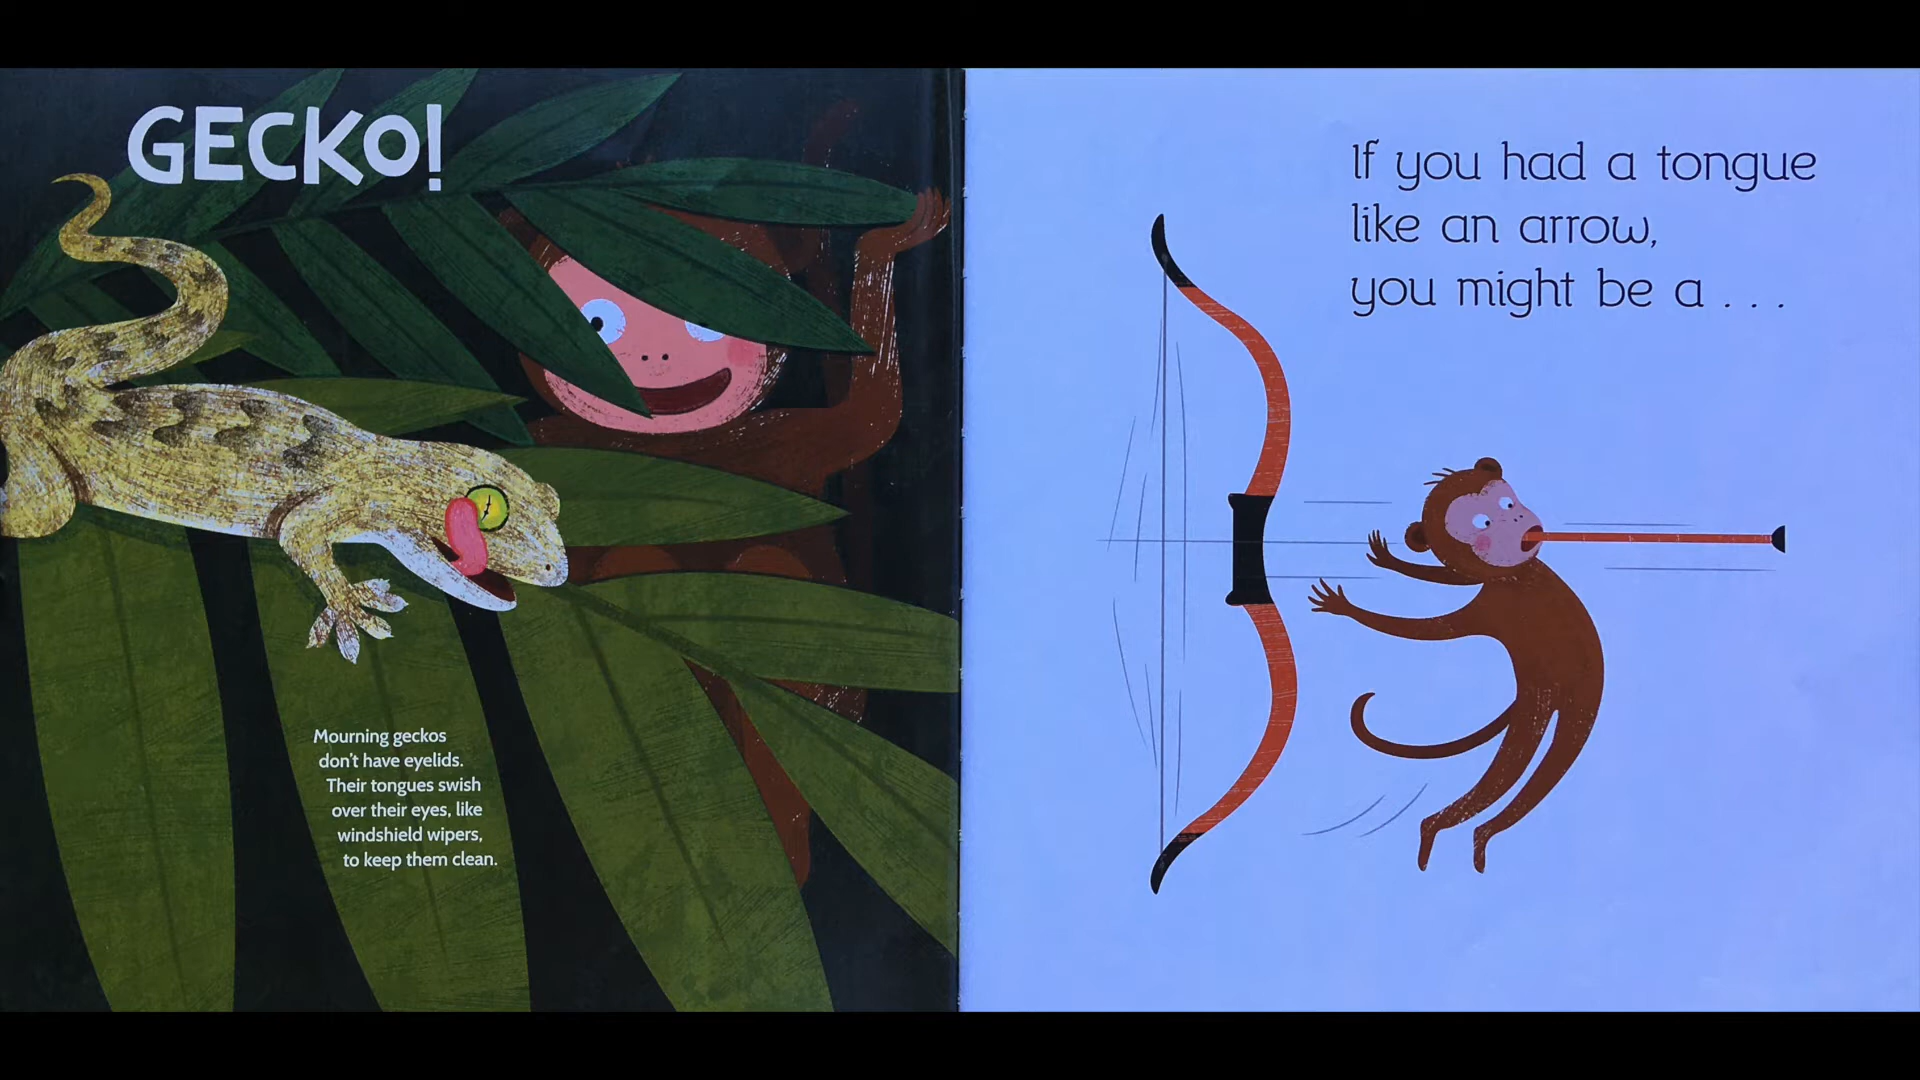 GECKO!
Mourning geckos
don't have eyelids.
Their tongues swish
over their eyes, like
windshield wipers,
to keep them clean.
If you had a tongue
like an arrow,
you might be a . . .